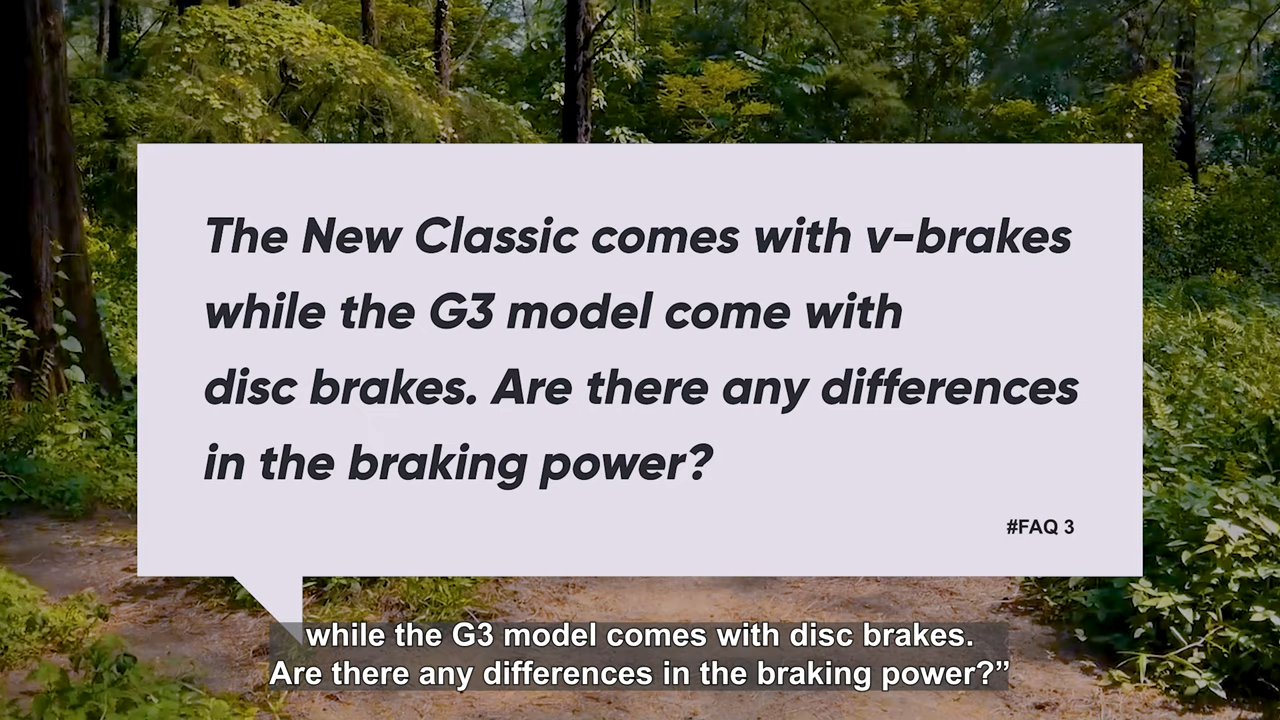 The New Classic comes with v-brakes
while the G3 model come with
disc brakes. Are there any differences
in the braking power?
#FAQ 3
while the G3 model comes with disc brakes.
Are there any differences in the braking power?”